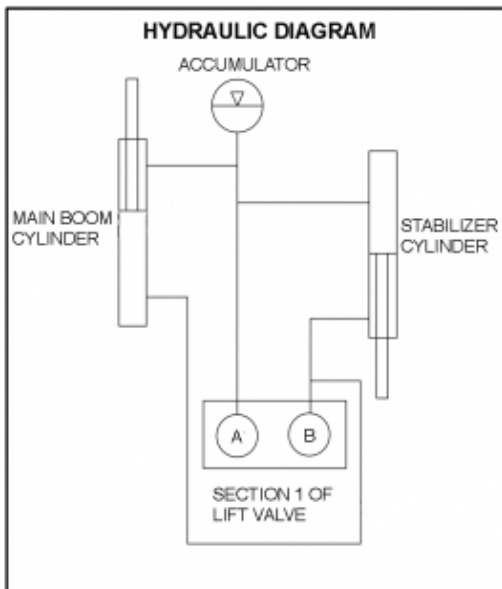 HYDRAULIC DIAGRAM
ACCUMULATOR
MAIN BOOM
CYLINDER
STABILIZER
CYLINDER
A
B
SECTION 1 OF
LIFT VALVE